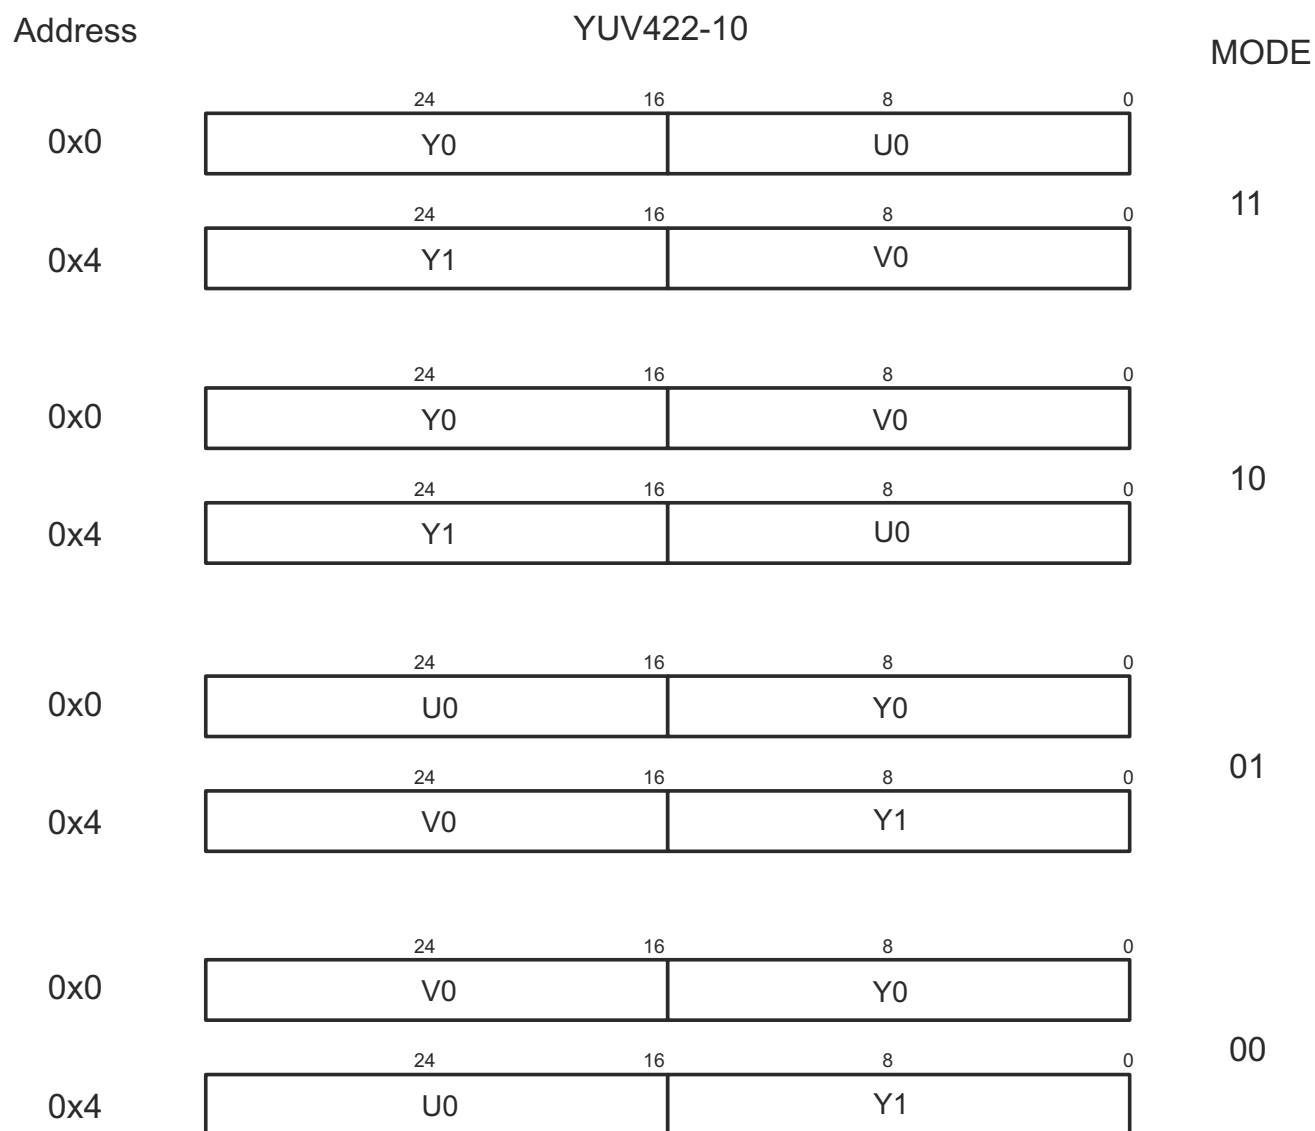 Address YUV422-10 MODE
24 16 8 0
0x0 Y0 U0
11
24 16 8 0
0x4 Y1 V0
24 16 8 0
0x0 Y0 V0
10
24 16 8 0
0x4 Y1 U0
24 16 8 0
0x0 U0 Y0
01
24 16 8 0
0x4 V0 Y1
24 16 8 0
0x0 V0 Y0
00
24 16 8 0
0x4 U0 Y1